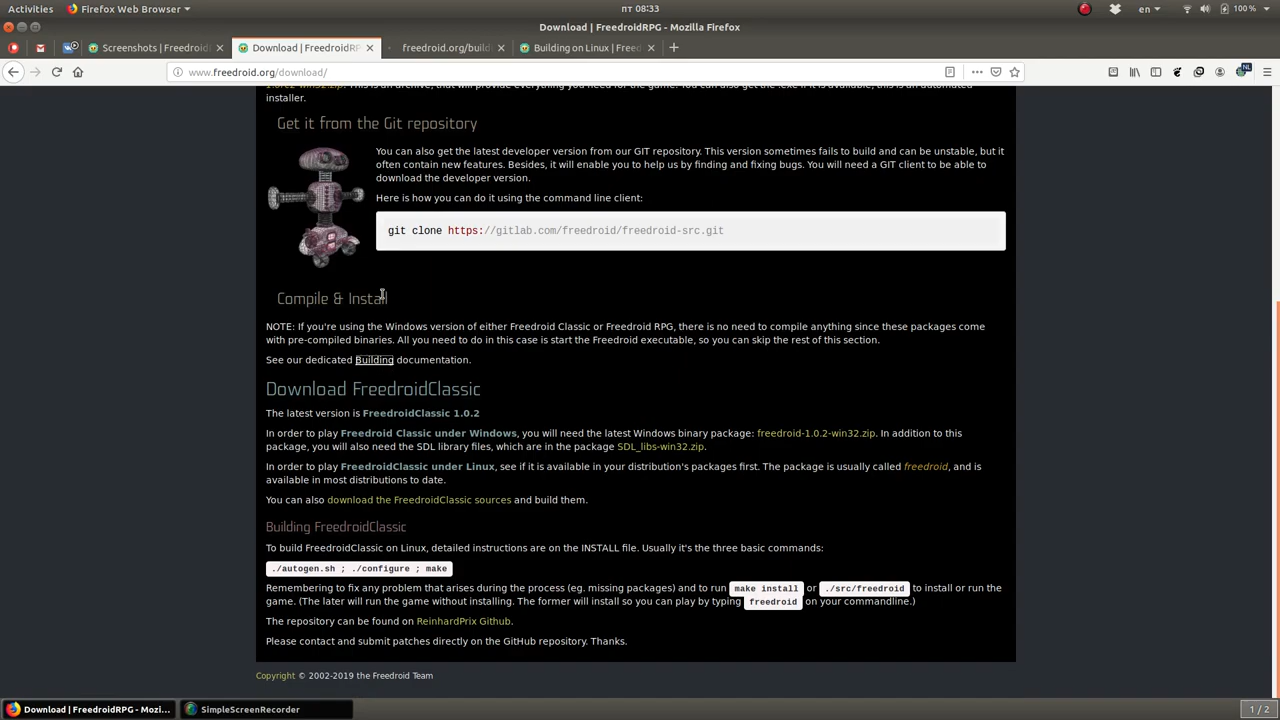 Activities Firefox Web Browser пт 08:33 en 100 %
Download | FreedroidRPG - Mozilla Firefox
Screenshots | Freedroid Download | FreedroidRP freedroid.org/buildi Building on Linux | Freed
www.freedroid.org/download/ NL
installer.
Get it from the Git repository
You can also get the latest developer version from our GIT repository. This version sometimes fails to build and can be unstable, but it
often contain new features. Besides, it will enable you to help us by finding and fixing bugs. You will need a GIT client to be able to
download the developer version.
Here is how you can do it using the command line client:
git clone https://gitlab.com/freedroid/freedroid-src.git
Compile & Install
NOTE: If you're using the Windows version of either Freedroid Classic or Freedroid RPG, there is no need to compile anything since these packages come
with pre-compiled binaries. All you need to do in this case is start the Freedroid executable, so you can skip the rest of this section.
See our dedicated Building documentation.
Download FreedroidClassic
The latest version is FreedroidClassic 1.0.2
In order to play Freedroid Classic under Windows, you will need the latest Windows binary package: freedroid-1.0.2-win32.zip. In addition to this
package, you will also need the SDL library files, which are in the package SDL_libs-win32.zip.
In order to play FreedroidClassic under Linux, see if it is available in your distribution's packages first. The package is usually called freedroid, and is
available in most distributions to date.
You can also download the FreedroidClassic sources and build them.
Building FreedroidClassic
To build FreedroidClassic on Linux, detailed instructions are on the INSTALL file. Usually it's the three basic commands:
./autogen.sh ; ./configure ; make
Remembering to fix any problem that arises during the process (eg. missing packages) and to run make install or ./src/freedroid to install or run the
game. (The later will run the game without installing. The former will install so you can play by typing freedroid on your commandline.)
The repository can be found on ReinhardPrix Github.
Please contact and submit patches directly on the GitHub repository. Thanks.
Copyright © 2002-2019 the Freedroid Team
Download | FreedroidRPG - Mozi... SimpleScreenRecorder 1 / 2